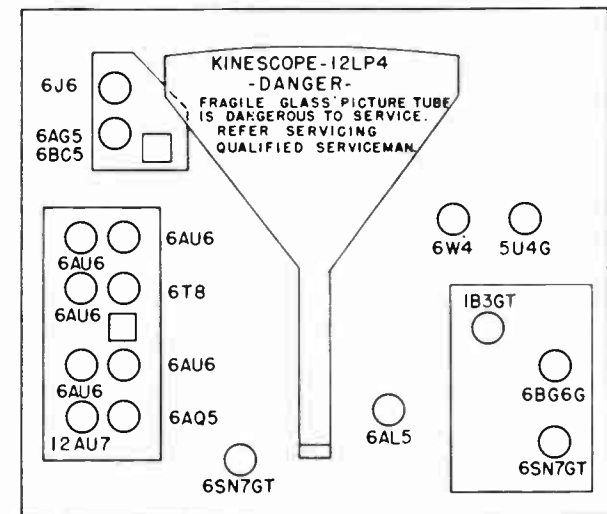 KINESCOPE-12LP4
-DANGER-
FRAGILE GLASS PICTURE TUBE
IS DANGEROUS TO SERVICE.
REFER SERVICING
QUALIFIED SERVICEMAN.
6J6
6AG5
6BC5
6AU6
6AU6
6T8
6AU6
6AU6
6AU6
6AQ5
12AU7
6SN7GT
6AL5
6W4
5U4G
1B3GT
6BG6G
6SN7GT